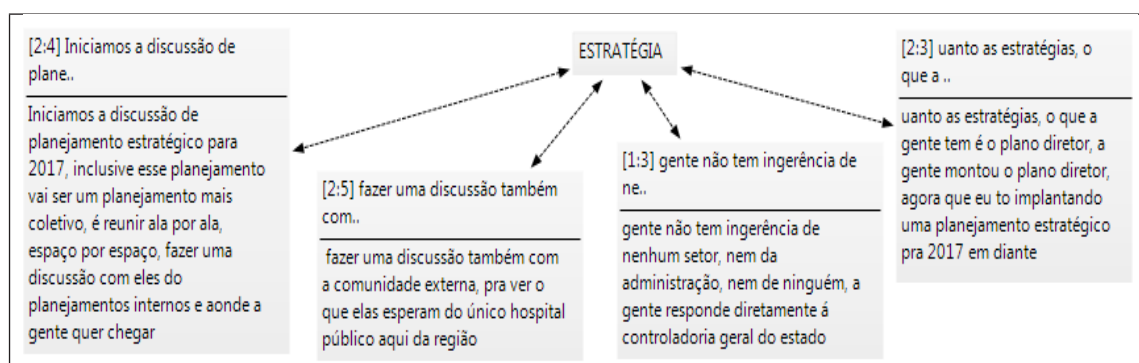 [2:4] Iniciamos a discussão de
plane..
Iniciamos a discussão de
planejamento estratégico para
2017, inclusive esse planejamento
vai ser um planejamento mais
coletivo, é reunir ala por ala,
espaço por espaço, fazer uma
discussão com eles do
planejamentos internos e aonde a
gente quer chegar
ESTRATÉGIA
[2:5] fazer uma discussão também
com..
fazer uma discussão também com
a comunidade externa, pra ver o
que elas esperam do único hospital
público aqui da região
[1:3] gente não tem ingerência de
ne..
gente não tem ingerência de
nenhum setor, nem da
administração, nem de ninguém, a
gente responde diretamente á
controladoria geral do estado
[2:3] uanto as estratégias, o
que a ..
uanto as estratégias, o que a
gente tem é o plano diretor, a
gente montou o plano diretor,
agora que eu to implantando
uma planejamento estratégico
pra 2017 em diante